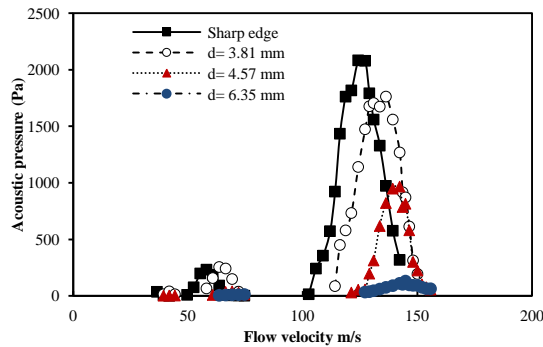 2500
2000
1500
1000
500
0
Acoustic pressure (Pa)
Sharp edge
d= 3.81 mm
d= 4.57 mm
d= 6.35 mm
0 50 100 150 200
Flow velocity m/s